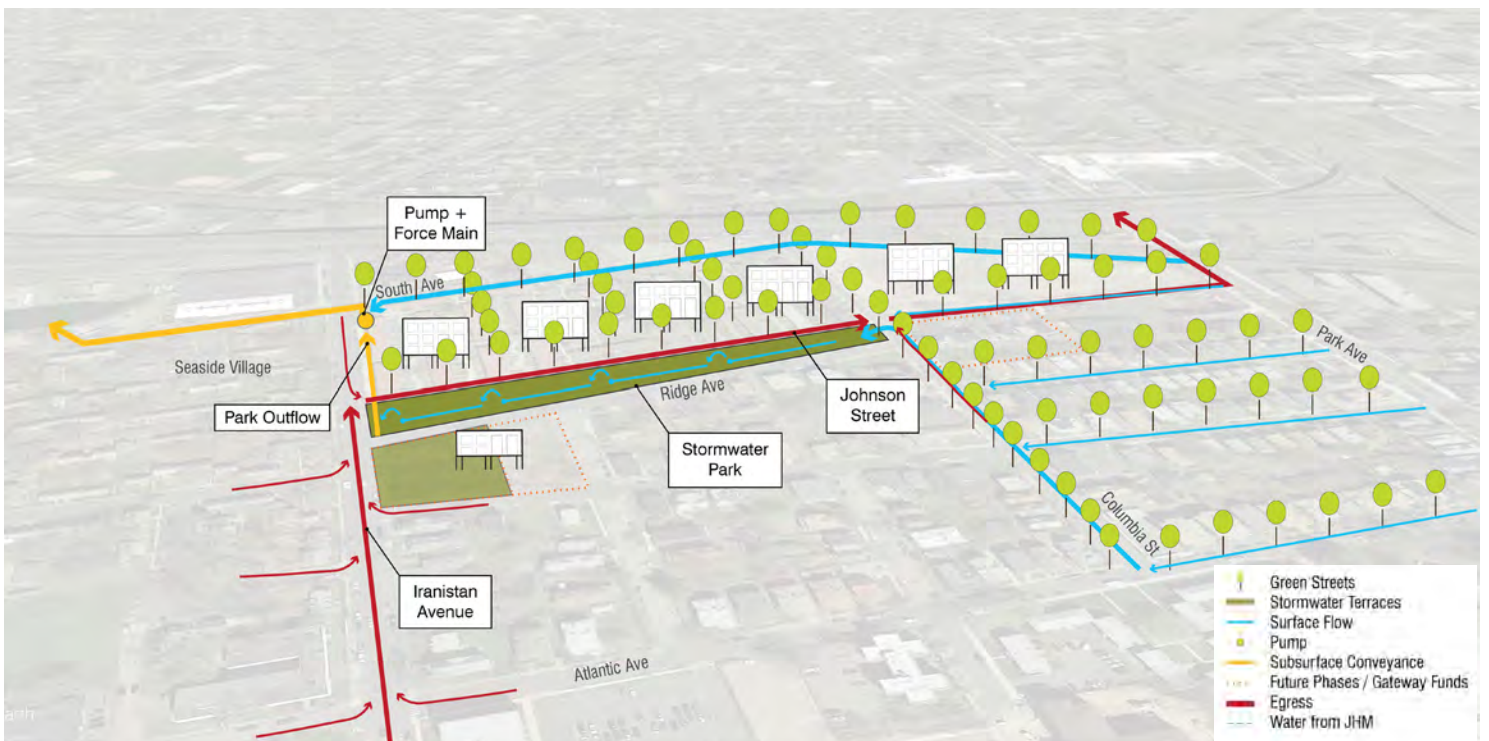 Pump +
Force Main
South Ave
Seaside Village
Park Outflow
Ridge Ave
Johnson
Street
Stormwater
Park
Park Ave
Columbia St
Iranistan
Avenue
Atlantic Ave
Green Streets
Stormwater Terraces
Surface Flow
Pump
Subsurface Conveyance
Future Phases / Gateway Funds
Egress
Water from JHM